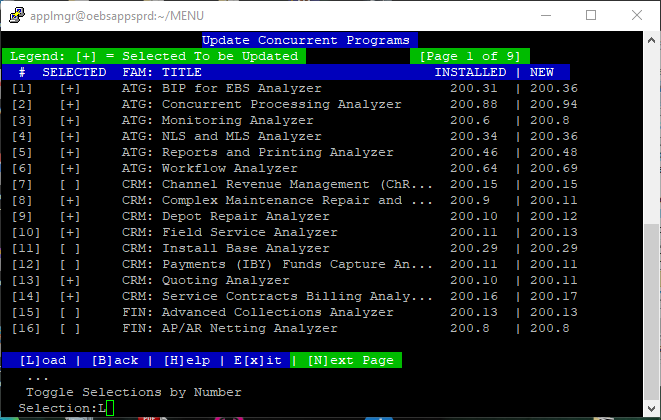 applmgr@oebsappsprd:~/MENU
Update Concurrent Programs
Legend: [+] = Selected To be Updated [Page 1 of 9]
# SELECTED FAM: TITLE INSTALLED | NEW
[1] [+] ATG: BIP for EBS Analyzer 200.31 | 200.36
[2] [+] ATG: Concurrent Processing Analyzer 200.88 | 200.94
[3] [+] ATG: Monitoring Analyzer 200.6 | 200.8
[4] [+] ATG: NLS and MLS Analyzer 200.34 | 200.36
[5] [+] ATG: Reports and Printing Analyzer 200.46 | 200.48
[6] [+] ATG: Workflow Analyzer 200.64 | 200.69
[7] [ ] CRM: Channel Revenue Management (ChR... 200.15 | 200.15
[8] [+] CRM: Complex Maintenance Repair and ... 200.9 | 200.11
[9] [+] CRM: Depot Repair Analyzer 200.10 | 200.12
[10] [+] CRM: Field Service Analyzer 200.11 | 200.13
[11] [ ] CRM: Install Base Analyzer 200.29 | 200.29
[12] [ ] CRM: Payments (IBY) Funds Capture An... 200.11 | 200.11
[13] [+] CRM: Quoting Analyzer 200.10 | 200.11
[14] [+] CRM: Service Contracts Billing Analy... 200.16 | 200.17
[15] [ ] FIN: Advanced Collections Analyzer 200.13 | 200.13
[16] [ ] FIN: AP/AR Netting Analyzer 200.8 | 200.8
[L]oad | [B]ack | [H]elp | E[x]it | [N]ext Page
...
Toggle Selections by Number
Selection:L